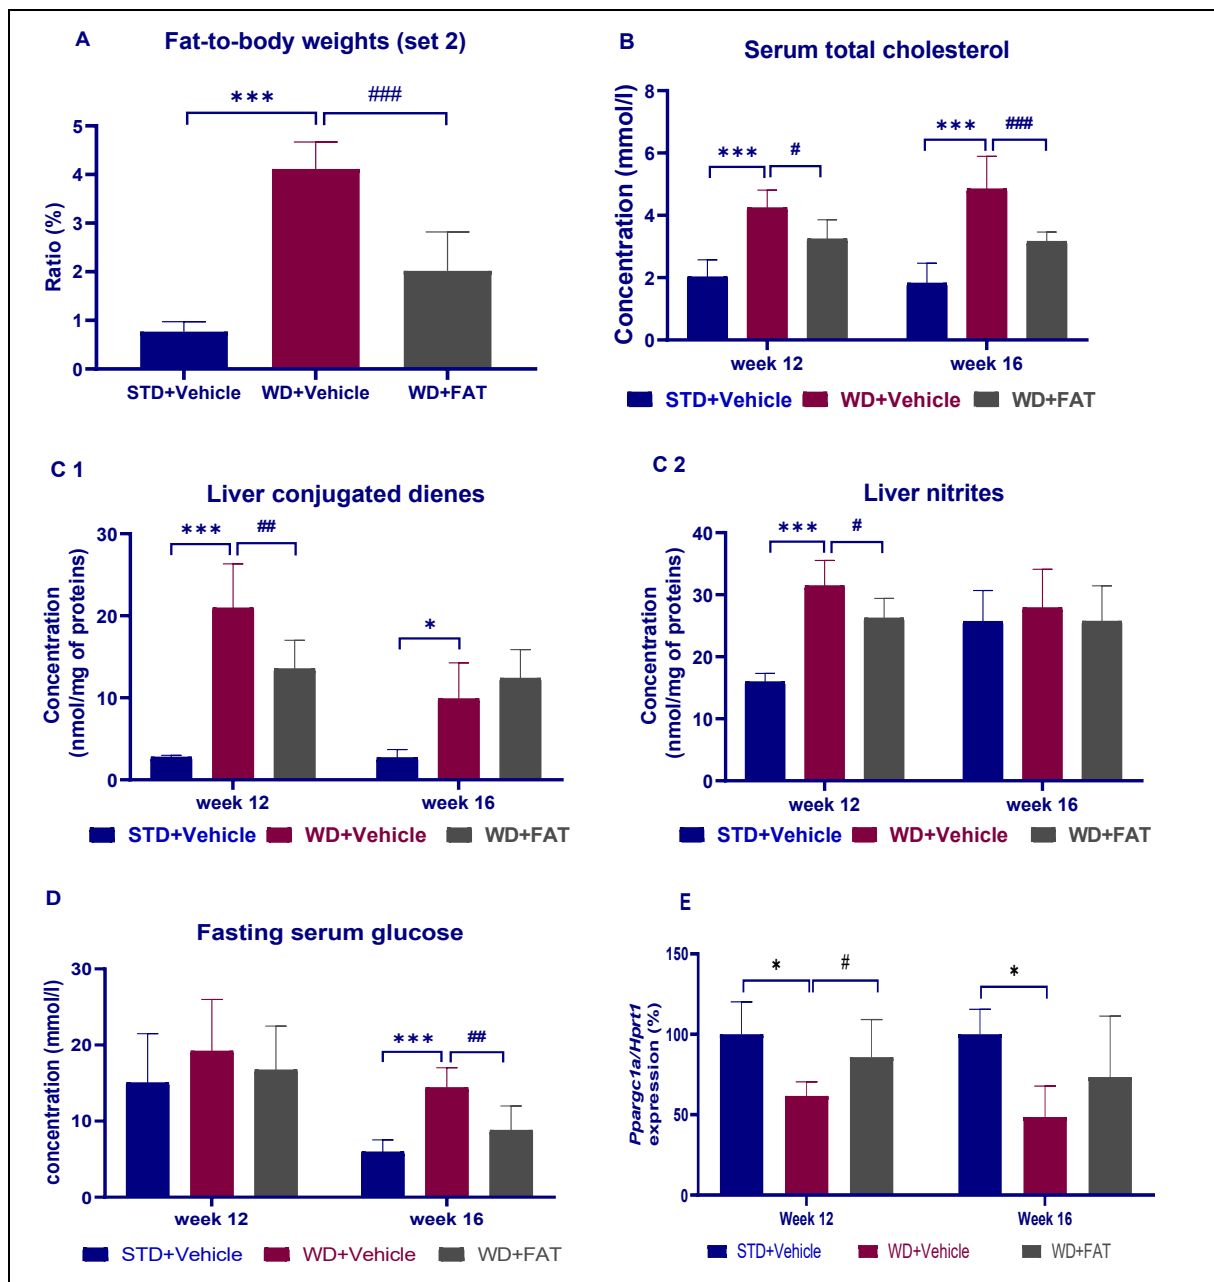 A
Fat-to-body weights (set 2)
*** ###
Ratio (%)
5
4
3
2
1
0
STD+Vehicle WD+Vehicle WD+FAT
B
Serum total cholesterol
Concentration (mmol/l)
8
6
4
2
0
*** # *** ###
week 12 week 16
STD+Vehicle WD+Vehicle WD+FAT
C 1
Liver conjugated dienes
Concentration
(nmol/mg of proteins)
30
20
10
0
*** ## *
week 12 week 16
STD+Vehicle WD+Vehicle WD+FAT
C 2
Liver nitrites
Concentration
(nmol/mg of proteins)
40
30
20
10
0
*** #
week 12 week 16
STD+Vehicle WD+Vehicle WD+FAT
D
Fasting serum glucose
concentration (mmol/l)
30
20
10
0
*** ##
week 12 week 16
STD+Vehicle WD+Vehicle WD+FAT
E
Ppargc1a/Hprt1
expression (%)
150
100
50
0
* # *
Week 12 Week 16
STD+Vehicle WD+Vehicle WD+FAT